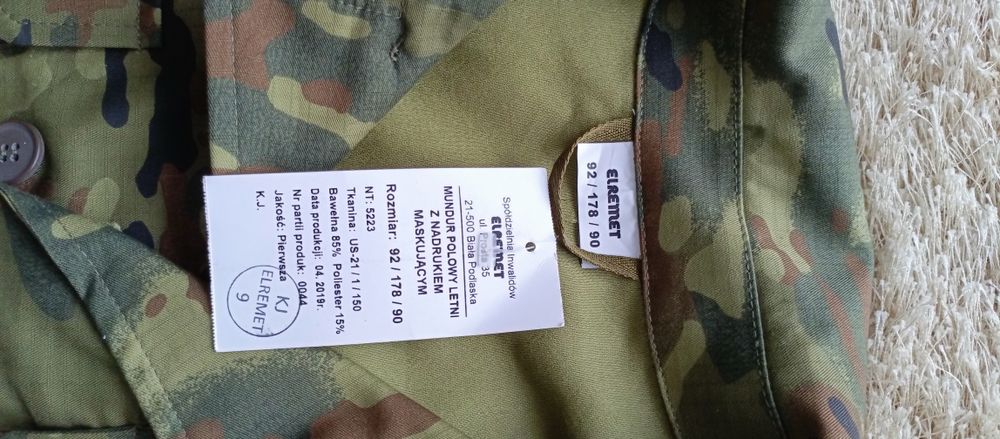 Spółdzielnia Inwalidów
ELREMET
ul. Prosta 35
21-500 Biała Podlaska
MUNDUR POLOWY LETNI
Z NADRUKIEM
MASKUJĄCYM
Rozmiar: 92 / 178 / 90
NT: 5223
Tkanina: US-21 / 1 / 150
Bawełna 85% Poliester 15%
Data produkcji: 04. 2019r.
Nr partii produk: 0044
Jakość: Pierwsza
K.J.
KJ
ELREMET
9
ELREMET
92 / 178 / 90